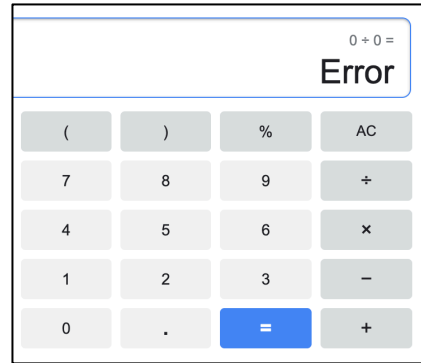 0 ÷ 0 =
Error
( ) % AC
7 8 9 ÷
4 5 6 ×
1 2 3 −
0 . = +